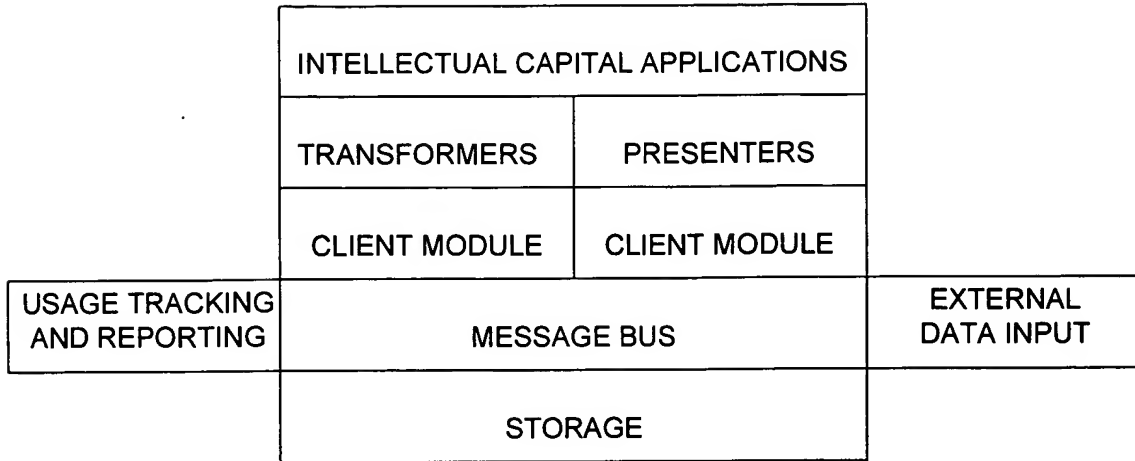 INTELLECTUAL CAPITAL APPLICATIONS
TRANSFORMERS
PRESENTERS
CLIENT MODULE
CLIENT MODULE
USAGE TRACKING
AND REPORTING
MESSAGE BUS
EXTERNAL
DATA INPUT
STORAGE